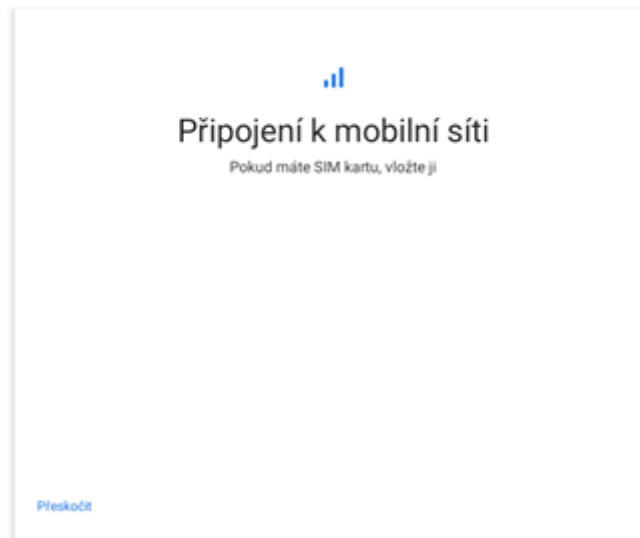 Připojení k mobilní síti
Pokud máte SIM kartu, vložte ji
Přeskočit